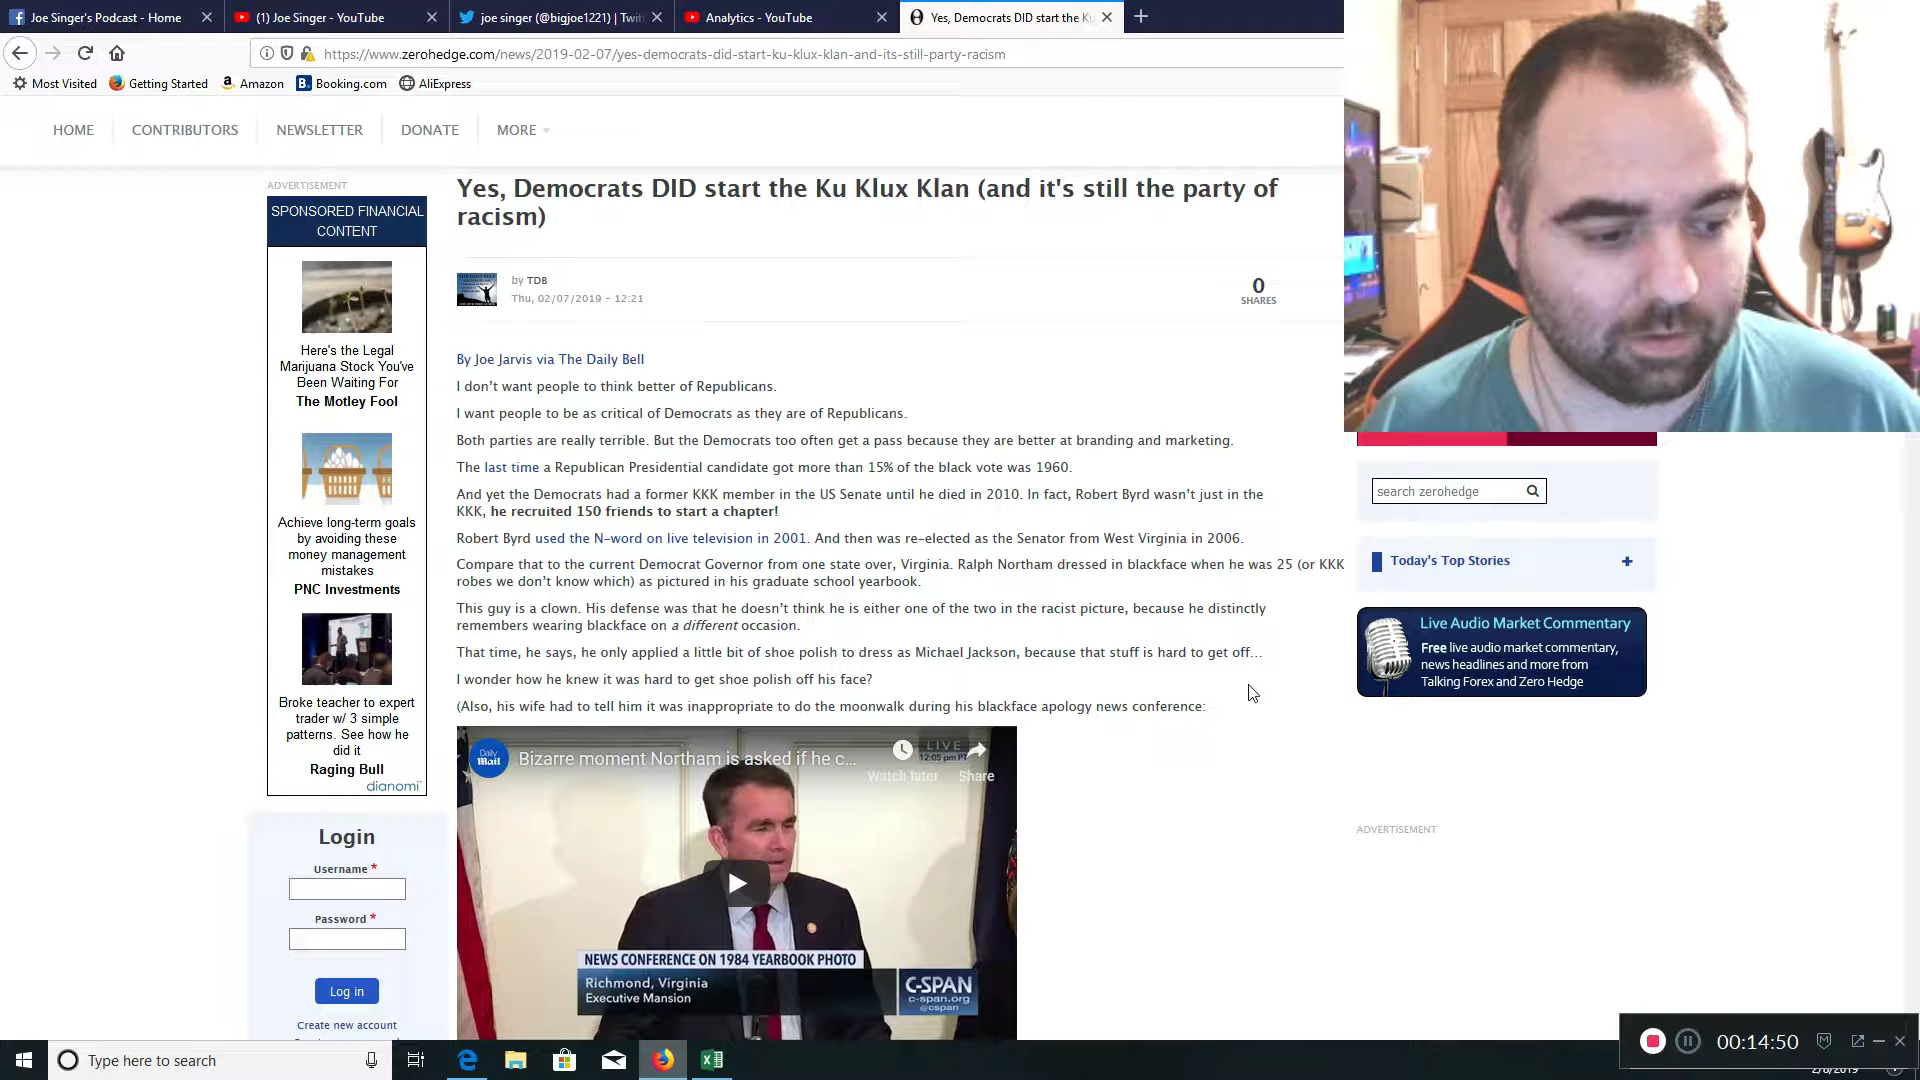 Joe Singer's Podcast - Home
(1) Joe Singer - YouTube
joe singer (@bigjoe1221) | Twit
Analytics - YouTube
Yes, Democrats DID start the Ku
https://www.zerohedge.com/news/2019-02-07/yes-democrats-did-start-ku-klux-klan-and-its-still-party-racism
Most Visited
Getting Started
Amazon
Booking.com
AliExpress
HOME
CONTRIBUTORS
NEWSLETTER
DONATE
MORE
ADVERTISEMENT
SPONSORED FINANCIAL
CONTENT
Here's the Legal
Marijuana Stock You've
Been Waiting For
The Motley Fool
Achieve long-term goals
by avoiding these
money management
mistakes
PNC Investments
Broke teacher to expert
trader w/ 3 simple
patterns. See how he
did it
Raging Bull
dianomi
Login
Username *
Password *
Log in
Create new account
Yes, Democrats DID start the Ku Klux Klan (and it's still the party of
racism)
by TDB
Thu, 02/07/2019 - 12:21
0
SHARES
By Joe Jarvis via The Daily Bell
I don't want people to think better of Republicans.
I want people to be as critical of Democrats as they are of Republicans.
Both parties are really terrible. But the Democrats too often get a pass because they are better at branding and marketing.
The last time a Republican Presidential candidate got more than 15% of the black vote was 1960.
And yet the Democrats had a former KKK member in the US Senate until he died in 2010. In fact, Robert Byrd wasn't just in the
KKK, he recruited 150 friends to start a chapter!
Robert Byrd used the N-word on live television in 2001. And then was re-elected as the Senator from West Virginia in 2006.
Compare that to the current Democrat Governor from one state over, Virginia. Ralph Northam dressed in blackface when he was 25 (or KKK
robes we don't know which) as pictured in his graduate school yearbook.
This guy is a clown. His defense was that he doesn't think he is either one of the two in the racist picture, because he distinctly
remembers wearing blackface on a different occasion.
That time, he says, he only applied a little bit of shoe polish to dress as Michael Jackson, because that stuff is hard to get off...
I wonder how he knew it was hard to get shoe polish off his face?
(Also, his wife had to tell him it was inappropriate to do the moonwalk during his blackface apology news conference:
Daily
Mail
Bizarre moment Northam is asked if he c...
LIVE
12:05 pm PT
Watch later
Share
NEWS CONFERENCE ON 1984 YEARBOOK PHOTO
Richmond, Virginia
Executive Mansion
C-SPAN
c-span.org
@cspan
search zerohedge
Today's Top Stories
+
Live Audio Market Commentary
Free live audio market commentary,
news headlines and more from
Talking Forex and Zero Hedge
ADVERTISEMENT
Type here to search
00:14:50